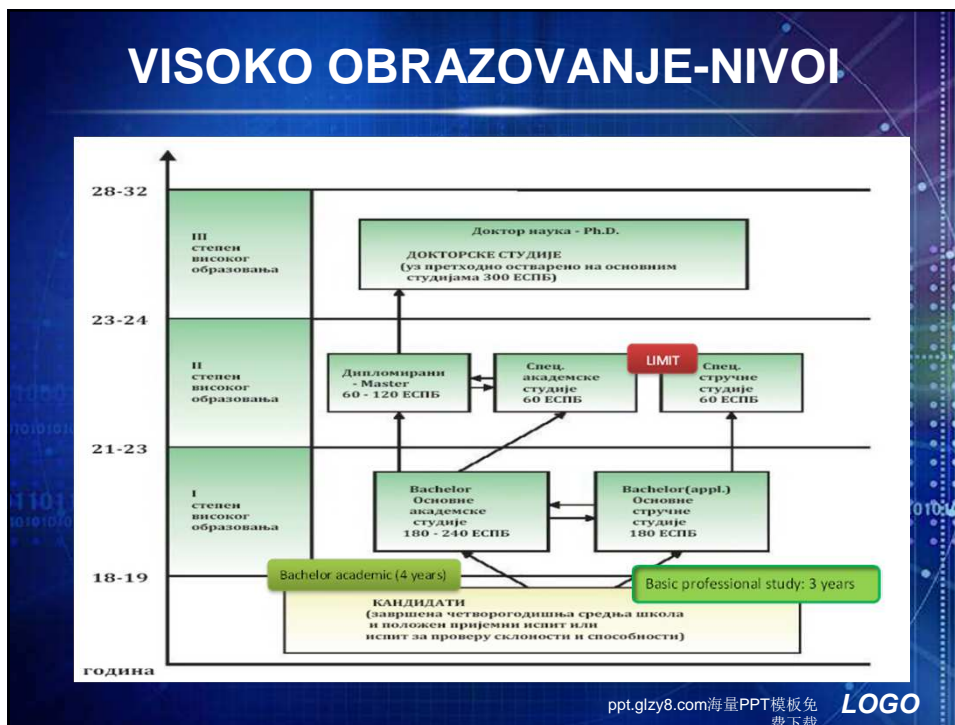 VISOKO OBRAZOVANJE-NIVOI
28-32
III
степен
високог
образовања
Доктор наука - Ph.D.
ДОКТОРСКЕ СТУДИЈЕ
(уз претходно остварено на основним
студијама 300 ЕСПБ)
23-24
II
степен
високог
образовања
Дипломирани
- Master
60 - 120 ЕСПБ
Спец.
академске
студије
60 ЕСПБ
LIMIT
Спец.
стручне
студије
60 ЕСПБ
21-23
I
степен
високог
образовања
Bachelor
Основне
академске
студије
180 - 240 ЕСПБ
Bachelor(appl.)
Основне
стручне
студије
180 ЕСПБ
18-19
Bachelor academic (4 years)
Basic professional study: 3 years
КАНДИДАТИ
(завршена четворогодишња средња школа
и положен пријемни испит или
испит за проверу склоности и способности)
година
ppt.glzy8.com海量PPT模板免
费下载
LOGO